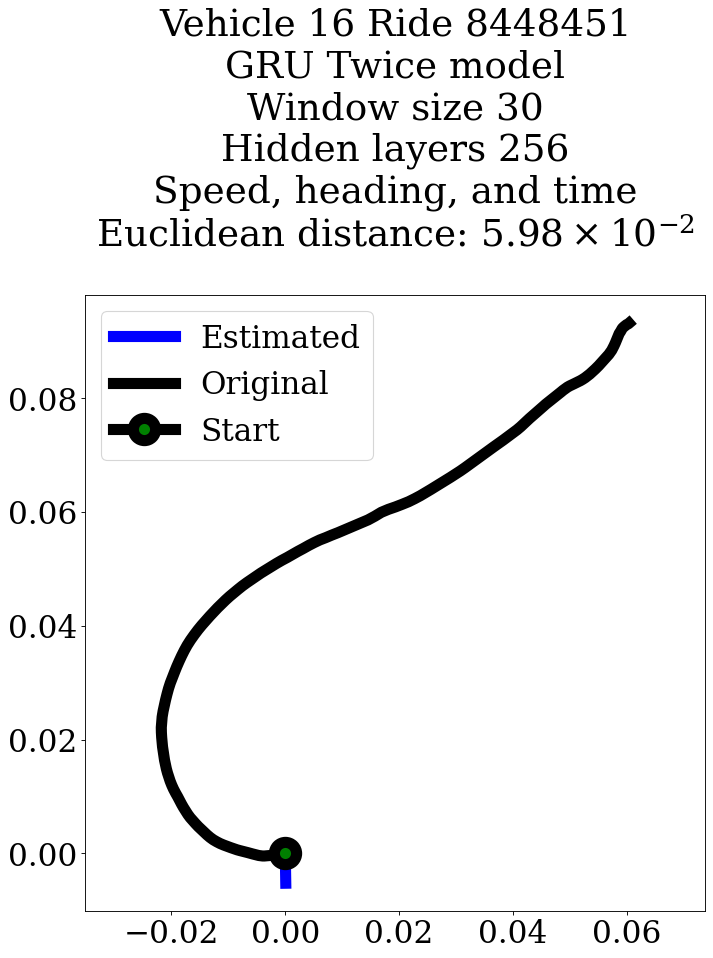 Vehicle 16 Ride 8448451
GRU Twice model
Window size 30
Hidden layers 256
Speed, heading, and time
Euclidean distance: 5.98 × 10⁻²
Estimated
Original
Start
0.08
0.06
0.04
0.02
0.00
−0.02 0.00 0.02 0.04 0.06